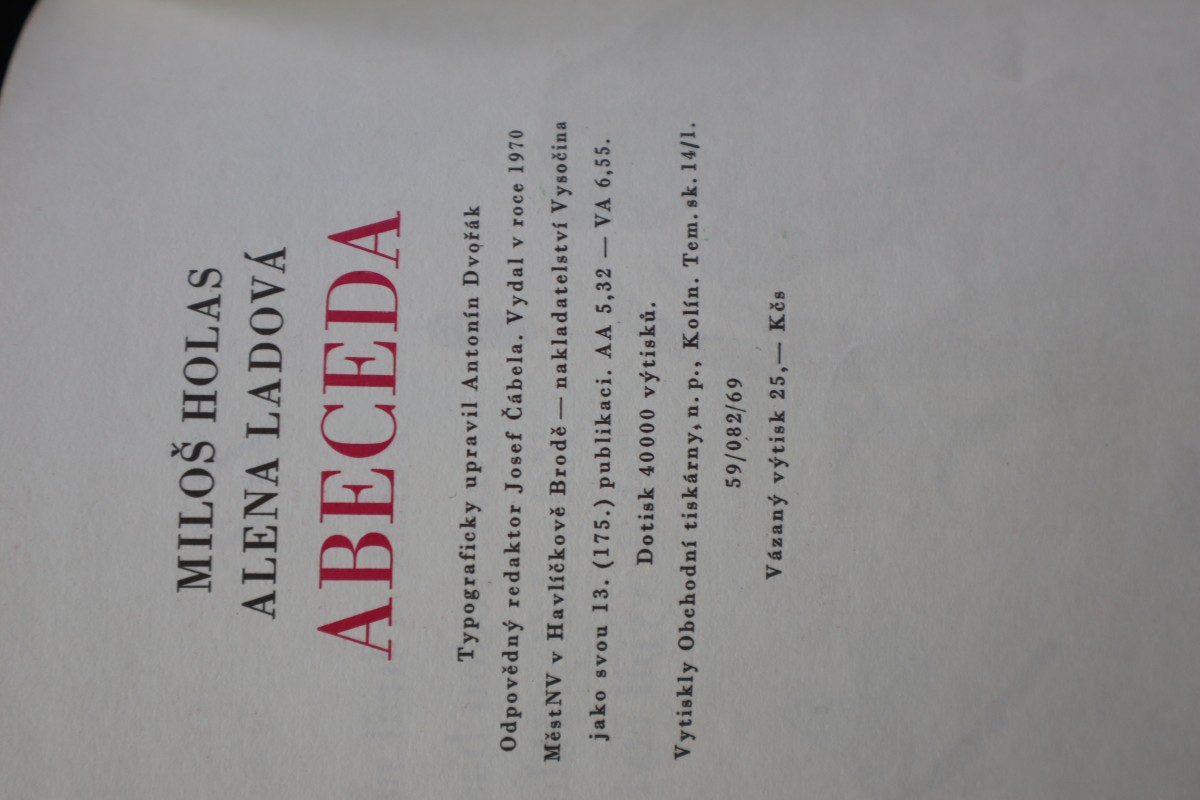 MILOŠ HOLAS
ALENA LADOVÁ
ABECEDA
Typograficky upravil Antonín Dvořák
Odpovědný redaktor Josef Čábela. Vydal v roce 1970
MěstNV v Havlíčkově Brodě — nakladatelství Vysočina
jako svou 13. (175.) publikaci. AA 5,32 — VA 6,55.
Dotisk 40000 výtisků.
Vytiskly Obchodní tiskárny, n. p., Kolín. Tem. sk. 14/1.
59/082/69
Vázaný výtisk 25,— Kčs